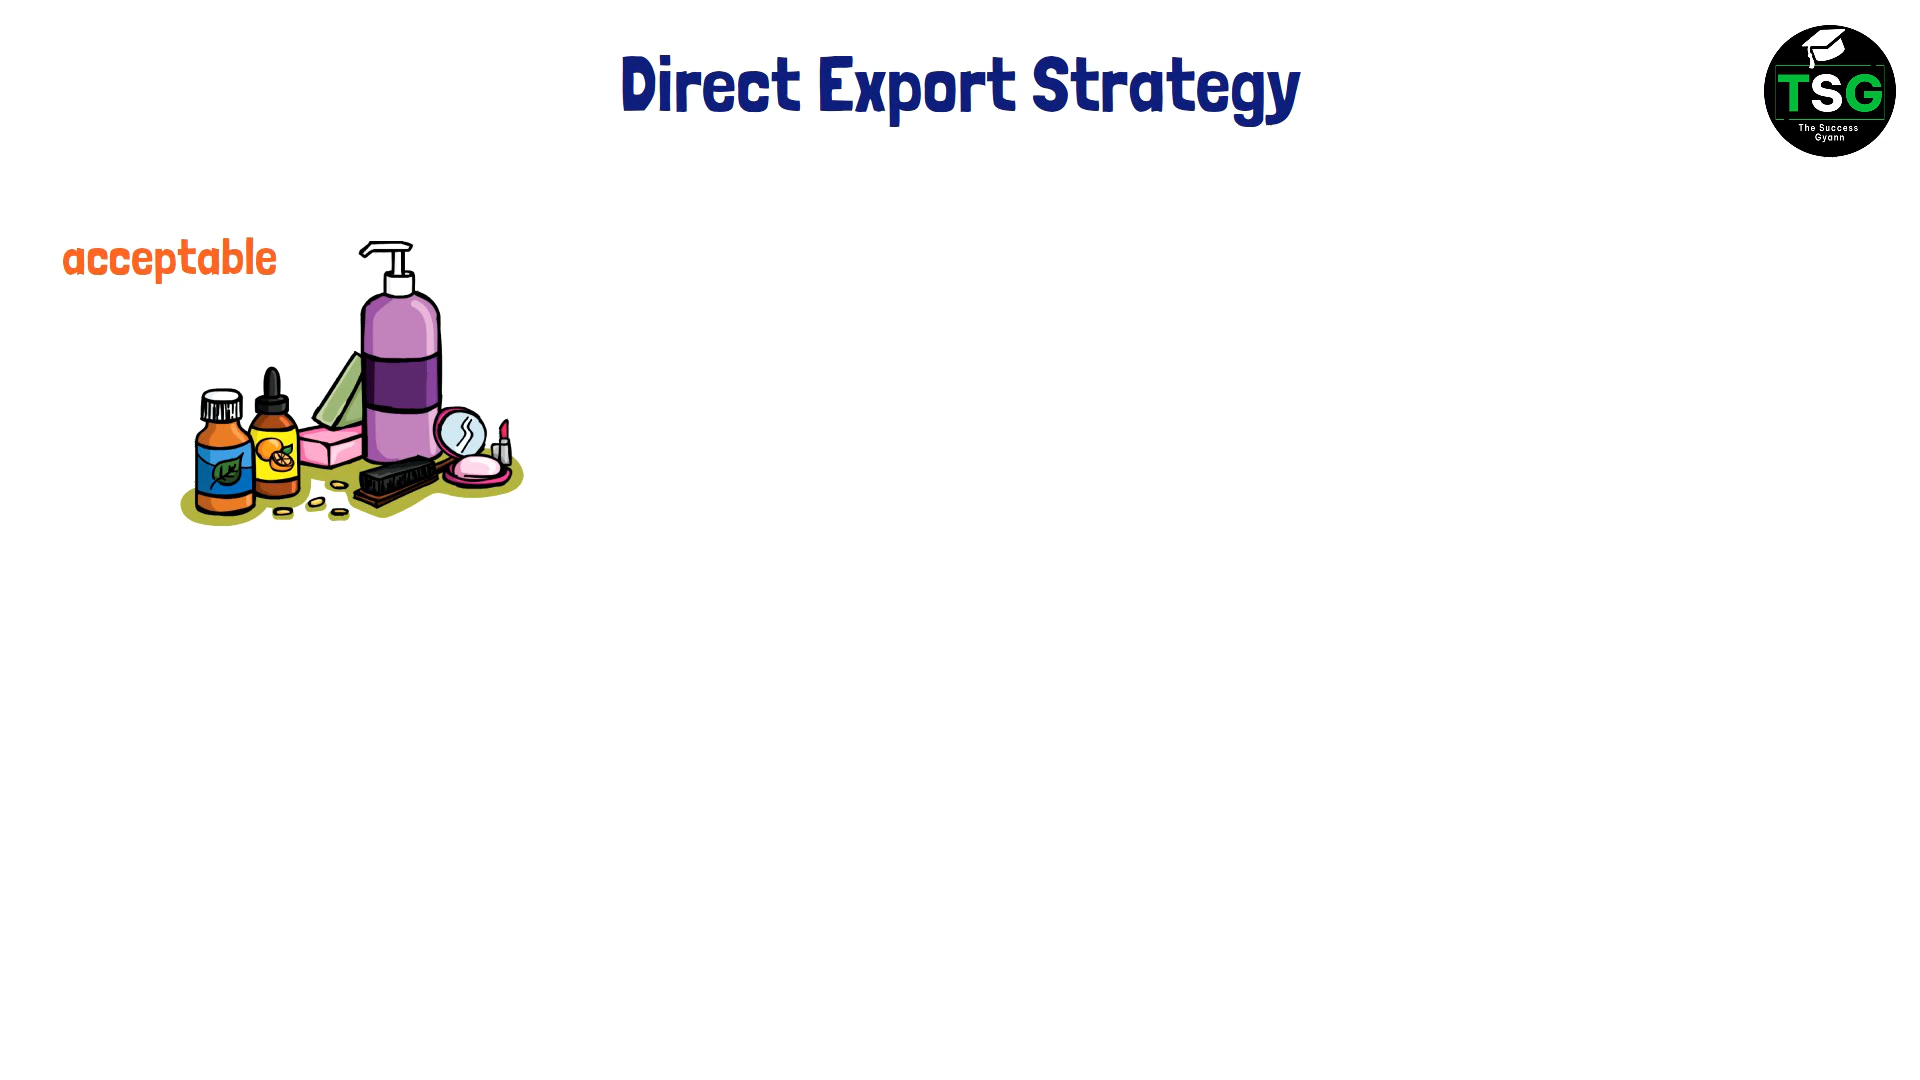 Direct Export Strategy
TSG
The Success
Gyann
acceptable